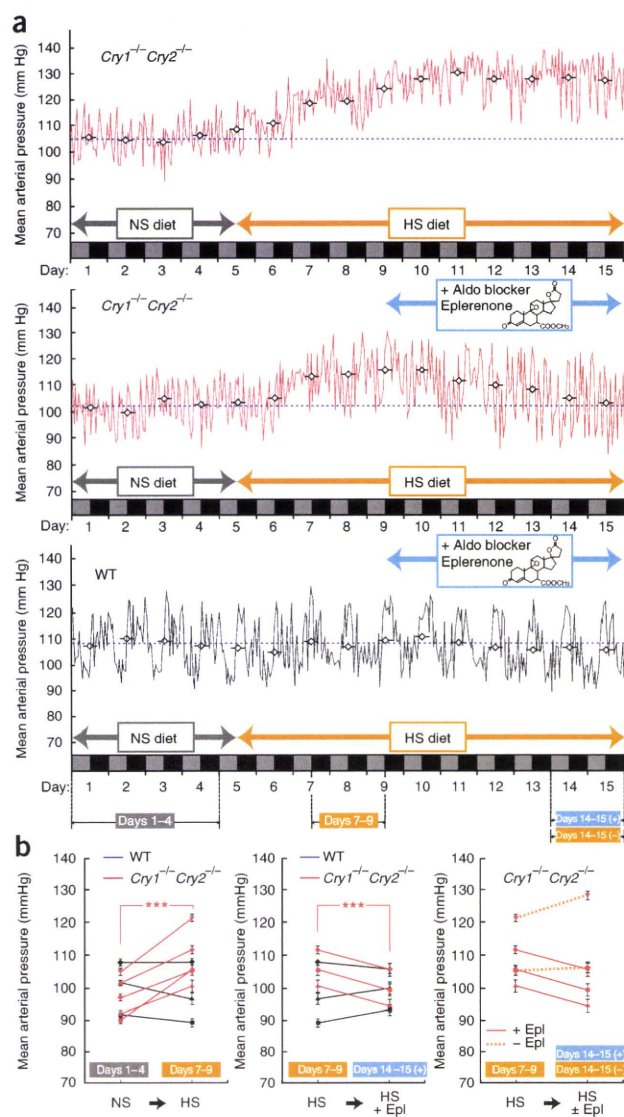 a
Cry1–/–Cry2–/–
Mean arterial pressure (mm Hg)
140
130
120
110
100
90
80
70
NS diet
HS diet
Day: 1 2 3 4 5 6 7 8 9 10 11 12 13 14 15
Cry1–/–Cry2–/–
+ Aldo blocker
Eplerenone
COOCH3
Mean arterial pressure (mm Hg)
140
130
120
110
100
90
80
70
NS diet
HS diet
Day: 1 2 3 4 5 6 7 8 9 10 11 12 13 14 15
WT
+ Aldo blocker
Eplerenone
COOCH3
Mean arterial pressure (mm Hg)
140
130
120
110
100
90
80
70
NS diet
HS diet
Day: 1 2 3 4 5 6 7 8 9 10 11 12 13 14 15
Days 1–4
Days 7–9
Days 14–15 (+)
Days 14–15 (–)
b
Mean arterial pressure (mmHg)
140
130
120
110
100
90
80
70
WT
Cry1–/–Cry2–/–
***
Days 1–4
Days 7–9
NS
HS
Mean arterial pressure (mmHg)
140
130
120
110
100
90
80
70
WT
Cry1–/–Cry2–/–
***
Days 7–9
Days 14–15 (+)
HS
HS
+ Epl
Mean arterial pressure (mmHg)
140
130
120
110
100
90
80
70
Cry1–/–Cry2–/–
+ Epl
– Epl
Days 7–9
Days 14–15 (+)
Days 14–15 (–)
HS
HS
± Epl